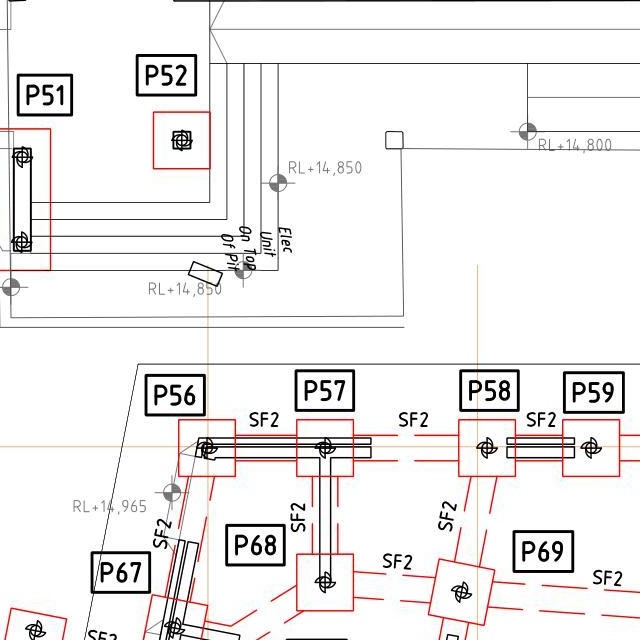 P52
P51
RL+14,800
RL+14,850
Elec
Unit
On Top
Of Pit
RL+14,850
P56
P57
P58
P59
SF2
SF2
SF2
RL+14,965
SF2
SF2
SF2
P68
P69
P67
SF2
SF2
SF2